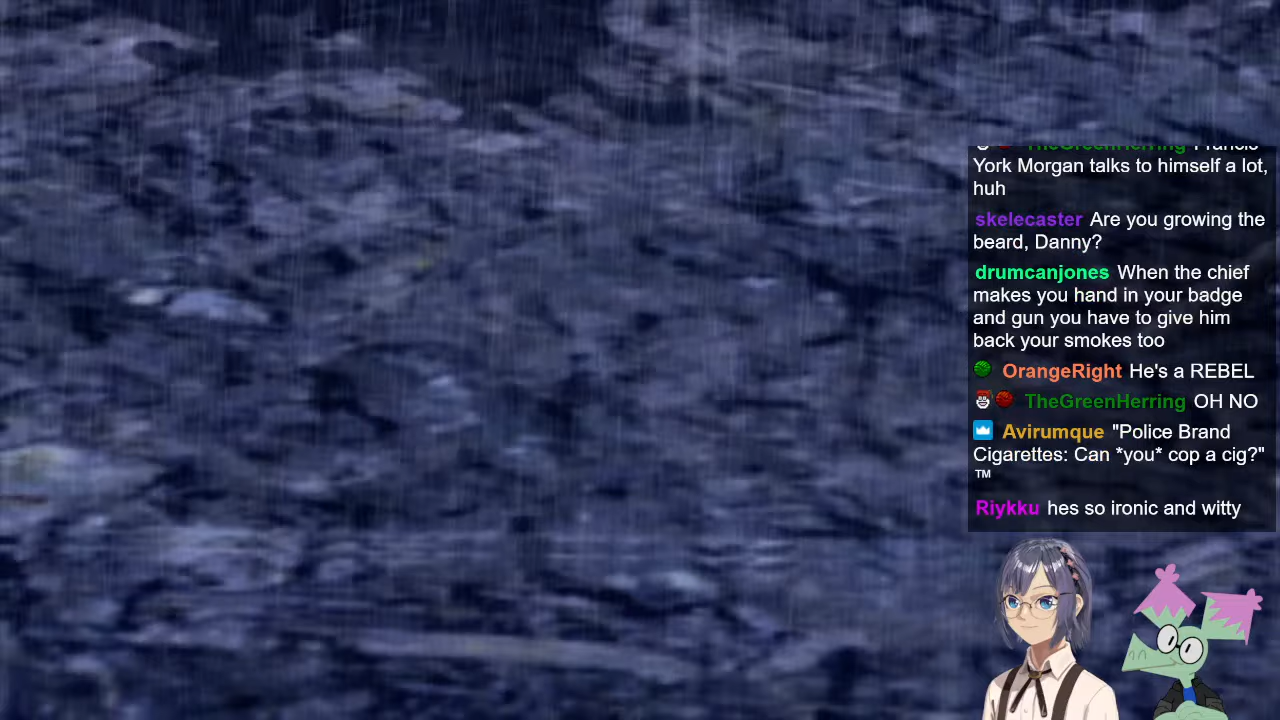 TheGreenHerring Francis
York Morgan talks to himself a lot,
huh
skelecaster Are you growing the
beard, Danny?
drumcanjones When the chief
makes you hand in your badge
and gun you have to give him
back your smokes too
OrangeRight He's a REBEL
TheGreenHerring OH NO
Avirumque "Police Brand
Cigarettes: Can *you* cop a cig?"
™
Riykku hes so ironic and witty